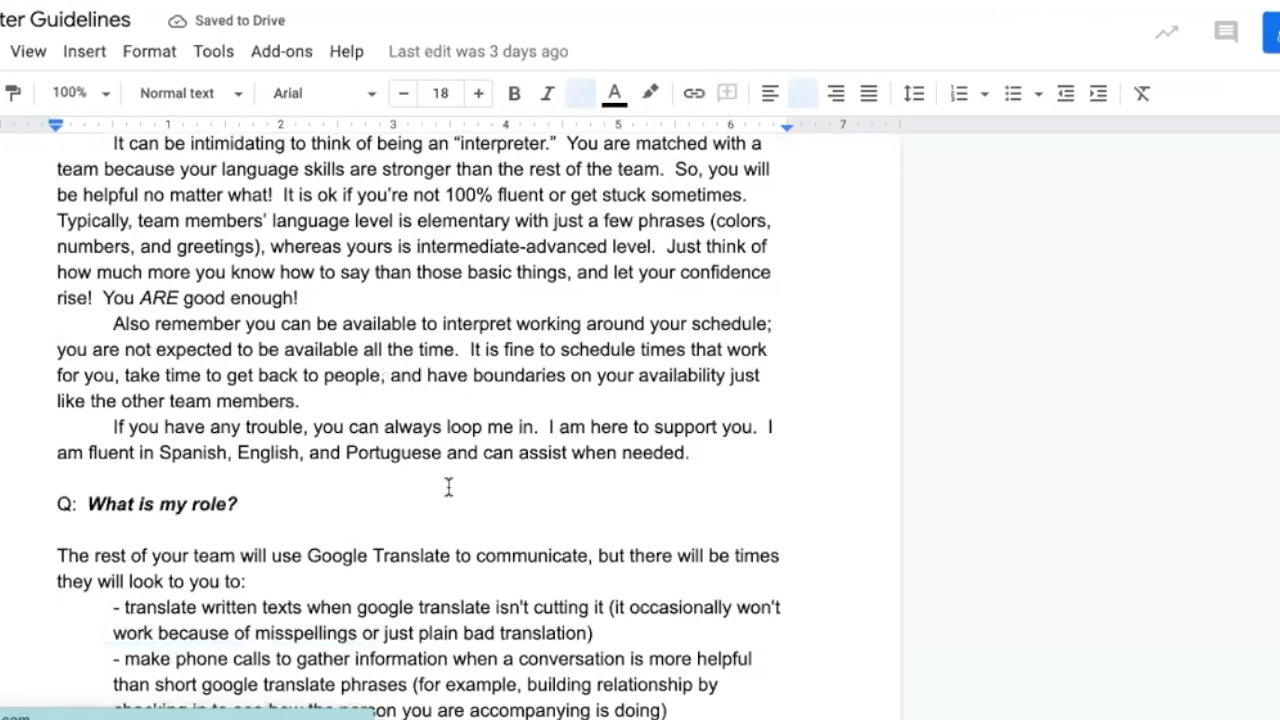 ter Guidelines
Saved to Drive
View Insert Format Tools Add-ons Help Last edit was 3 days ago
100% Normal text Arial − 18 + B I A
1 2 3 4 5 6 7
It can be intimidating to think of being an “interpreter.” You are matched with a
team because your language skills are stronger than the rest of the team. So, you will
be helpful no matter what! It is ok if you're not 100% fluent or get stuck sometimes.
Typically, team members’ language level is elementary with just a few phrases (colors,
numbers, and greetings), whereas yours is intermediate-advanced level. Just think of
how much more you know how to say than those basic things, and let your confidence
rise! You ARE good enough!
Also remember you can be available to interpret working around your schedule;
you are not expected to be available all the time. It is fine to schedule times that work
for you, take time to get back to people, and have boundaries on your availability just
like the other team members.
If you have any trouble, you can always loop me in. I am here to support you. I
am fluent in Spanish, English, and Portuguese and can assist when needed.
Q: What is my role?
The rest of your team will use Google Translate to communicate, but there will be times
they will look to you to:
- translate written texts when google translate isn't cutting it (it occasionally won't
work because of misspellings or just plain bad translation)
- make phone calls to gather information when a conversation is more helpful
than short google translate phrases (for example, building relationship by
checking in to see how the person you are accompanying is doing)